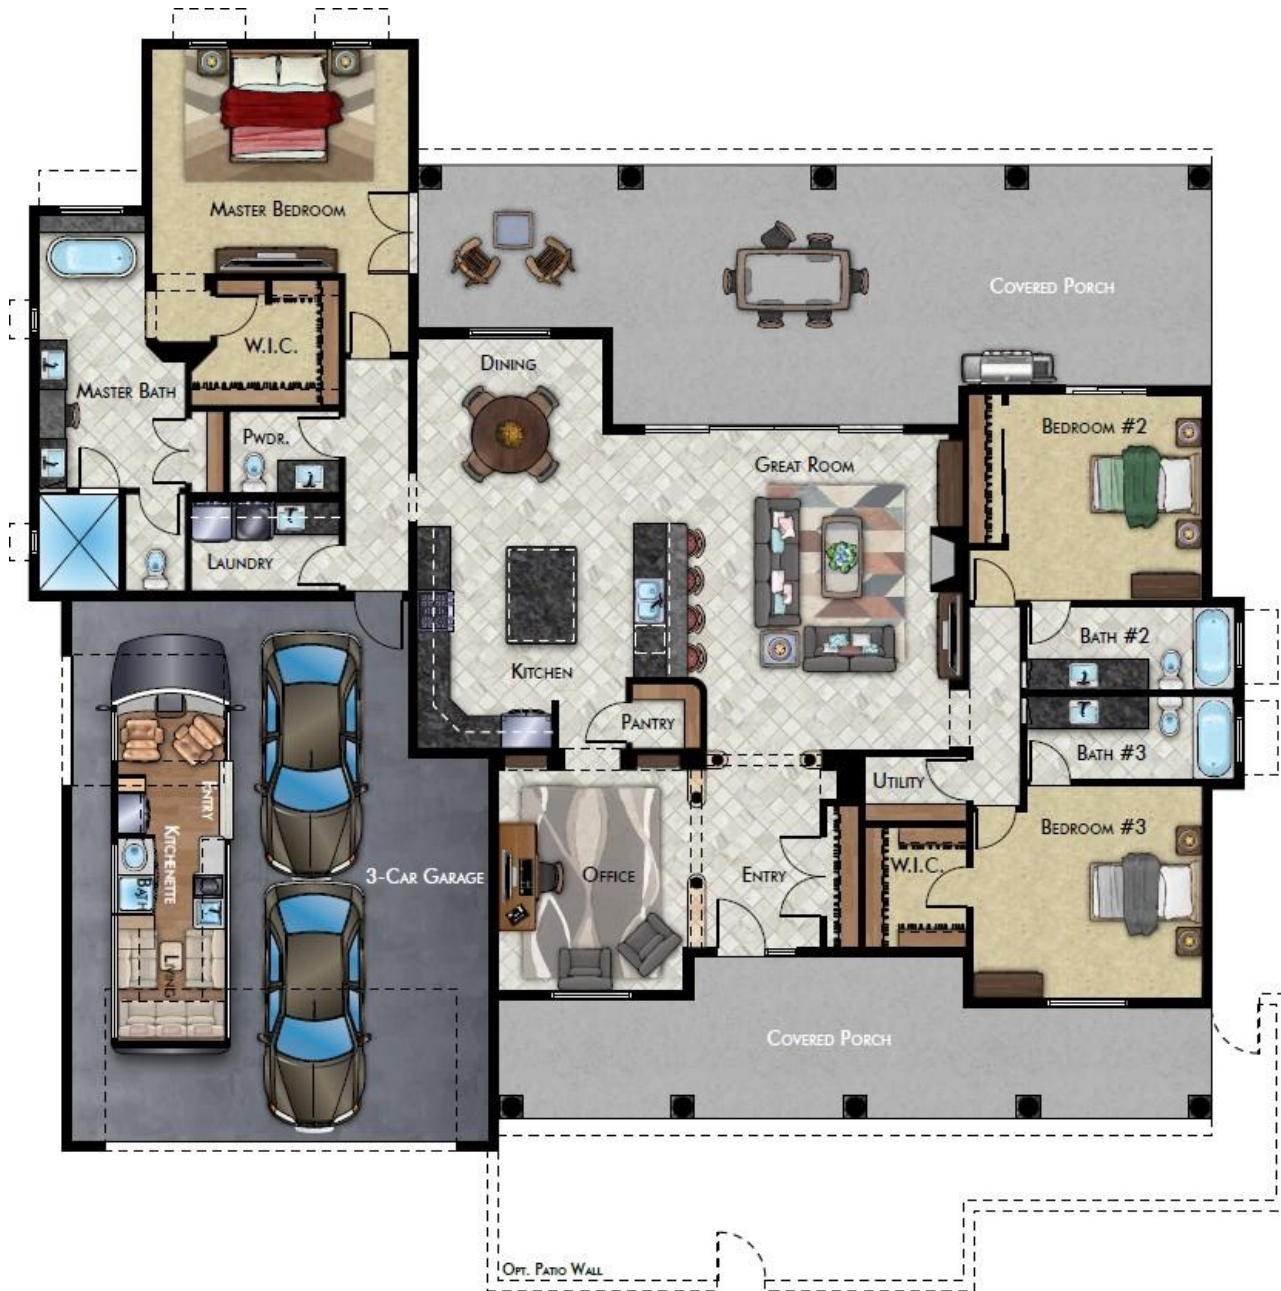 Master Bedroom
Covered Porch
W.I.C.
Dining
Master Bath
Pwdr.
Bedroom #2
Great Room
Laundry
Kitchen
Bath #2
Pantry
Bath #3
Utility
Entry
Kitchenette
Bath
Living
3-Car Garage
Office
Entry
W.I.C.
Bedroom #3
Covered Porch
Opt. Patio Wall